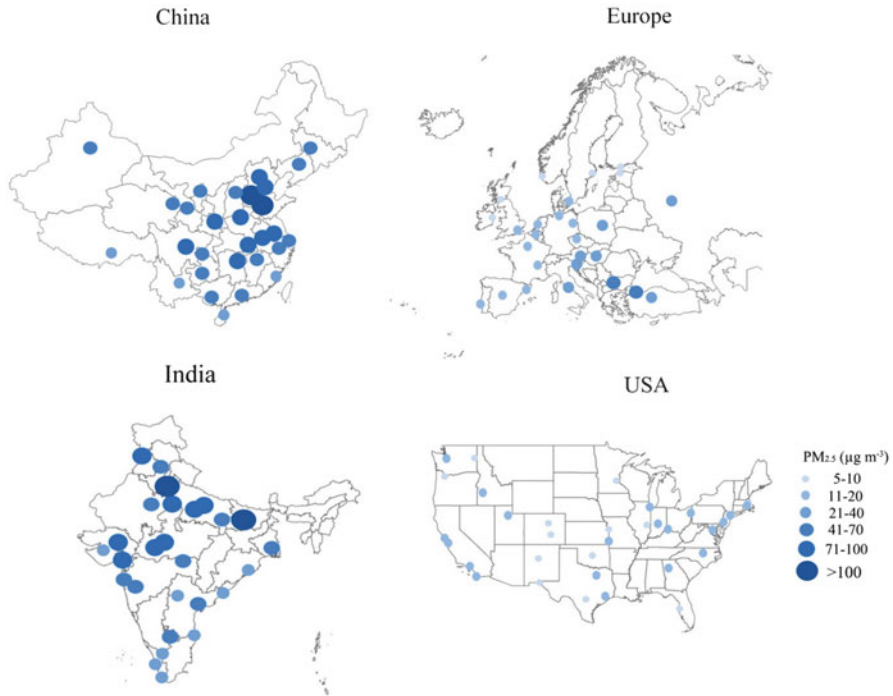 China
Europe
India
USA
PM₂.₅ (µg m⁻³)
5-10
11-20
21-40
41-70
71-100
>100